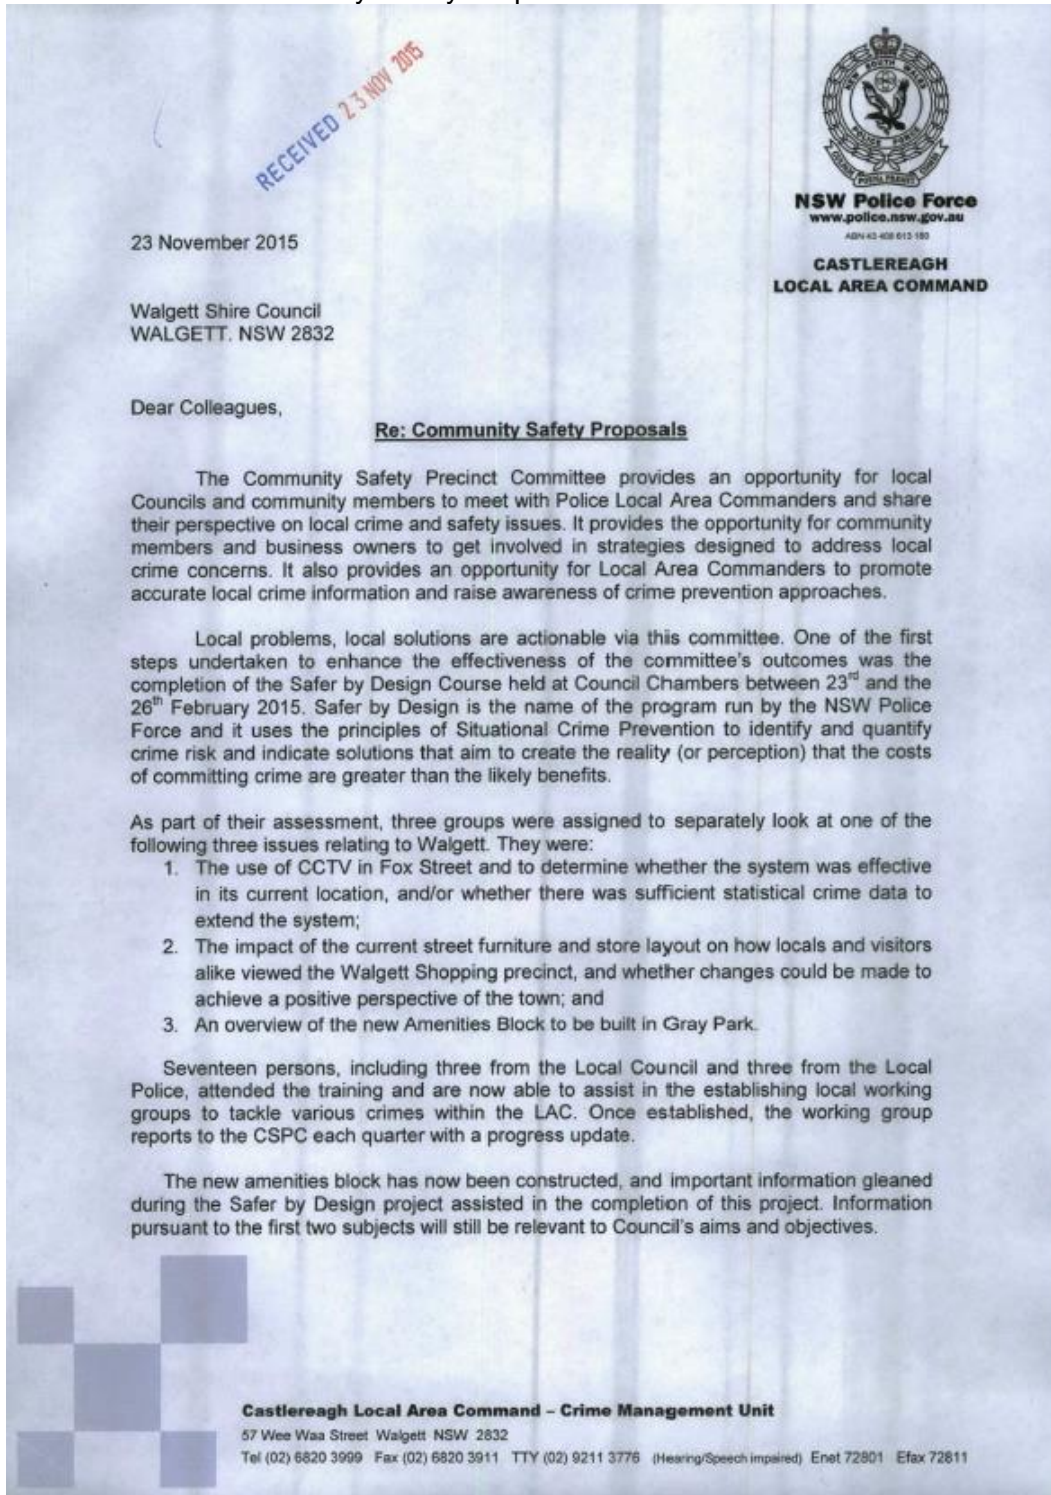 RECEIVED 23 NOV 2015
NEW SOUTH WALES
POLICE FORCE
NSW Police Force
www.police.nsw.gov.au
ABN 43 408 613 180
CASTLEREAGH
LOCAL AREA COMMAND
23 November 2015
Walgett Shire Council
WALGETT. NSW 2832
Dear Colleagues,
Re: Community Safety Proposals
The Community Safety Precinct Committee provides an opportunity for local
Councils and community members to meet with Police Local Area Commanders and share
their perspective on local crime and safety issues. It provides the opportunity for community
members and business owners to get involved in strategies designed to address local
crime concerns. It also provides an opportunity for Local Area Commanders to promote
accurate local crime information and raise awareness of crime prevention approaches.
Local problems, local solutions are actionable via this committee. One of the first
steps undertaken to enhance the effectiveness of the committee's outcomes was the
completion of the Safer by Design Course held at Council Chambers between 23rd and the
26th February 2015. Safer by Design is the name of the program run by the NSW Police
Force and it uses the principles of Situational Crime Prevention to identify and quantify
crime risk and indicate solutions that aim to create the reality (or perception) that the costs
of committing crime are greater than the likely benefits.
As part of their assessment, three groups were assigned to separately look at one of the
following three issues relating to Walgett. They were:
1. The use of CCTV in Fox Street and to determine whether the system was effective
in its current location, and/or whether there was sufficient statistical crime data to
extend the system;
2. The impact of the current street furniture and store layout on how locals and visitors
alike viewed the Walgett Shopping precinct, and whether changes could be made to
achieve a positive perspective of the town; and
3. An overview of the new Amenities Block to be built in Gray Park.
Seventeen persons, including three from the Local Council and three from the Local
Police, attended the training and are now able to assist in the establishing local working
groups to tackle various crimes within the LAC. Once established, the working group
reports to the CSPC each quarter with a progress update.
The new amenities block has now been constructed, and important information gleaned
during the Safer by Design project assisted in the completion of this project. Information
pursuant to the first two subjects will still be relevant to Council's aims and objectives.
Castlereagh Local Area Command – Crime Management Unit
57 Wee Waa Street Walgett NSW 2832
Tel (02) 6820 3999 Fax (02) 6820 3911 TTY (02) 9211 3776 (Hearing/Speech impaired) Enet 72801 Efax 72811